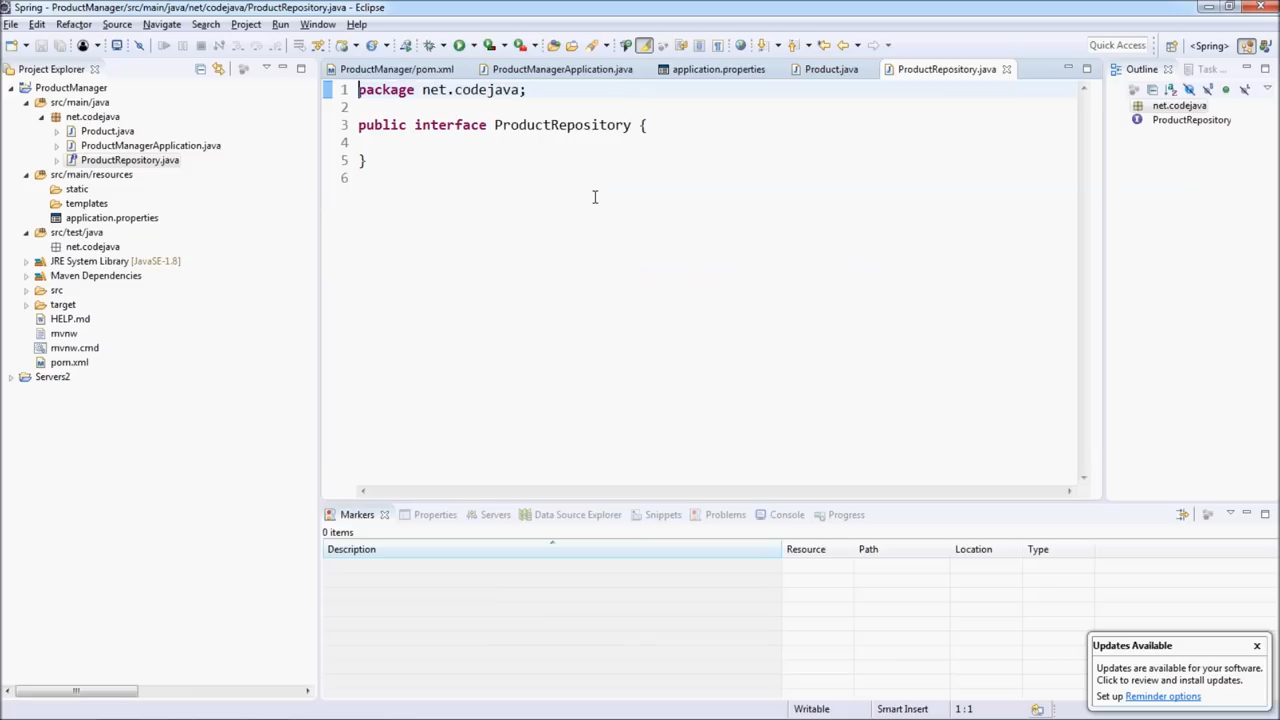 Spring - ProductManager/src/main/java/net/codejava/ProductRepository.java - Eclipse
File Edit Refactor Source Navigate Search Project Run Window Help
Quick Access <Spring>
Project Explorer
ProductManager
src/main/java
net.codejava
Product.java
ProductManagerApplication.java
ProductRepository.java
src/main/resources
static
templates
application.properties
src/test/java
net.codejava
JRE System Library [JavaSE-1.8]
Maven Dependencies
src
target
HELP.md
mvnw
mvnw.cmd
pom.xml
Servers2
ProductManager/pom.xml ProductManagerApplication.java application.properties Product.java ProductRepository.java
1 package net.codejava;
2
3 public interface ProductRepository {
4
5 }
6
Outline Task ...
net.codejava
ProductRepository
Markers Properties Servers Data Source Explorer Snippets Problems Console Progress
0 items
Description Resource Path Location Type
Updates Available
Updates are available for your software.
Click to review and install updates.
Set up Reminder options
Writable Smart Insert 1 : 1